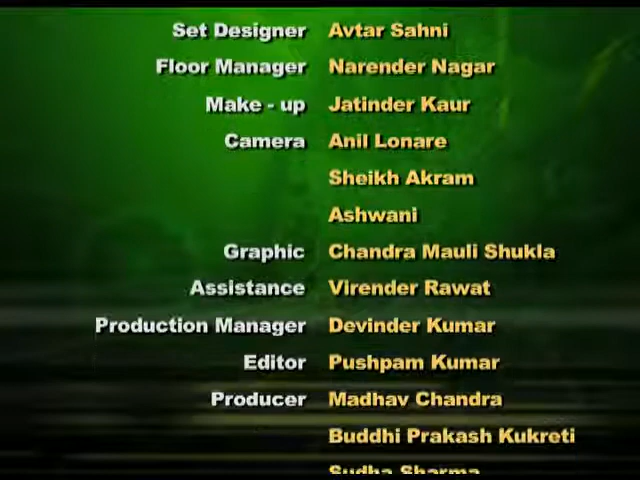 Set Designer Avtar Sahni
Floor Manager Narender Nagar
Make - up Jatinder Kaur
Camera Anil Lonare
Sheikh Akram
Ashwani
Graphic Chandra Mauli Shukla
Assistance Virender Rawat
Production Manager Devinder Kumar
Editor Pushpam Kumar
Producer Madhav Chandra
Buddhi Prakash Kukreti
Sudha Sharma